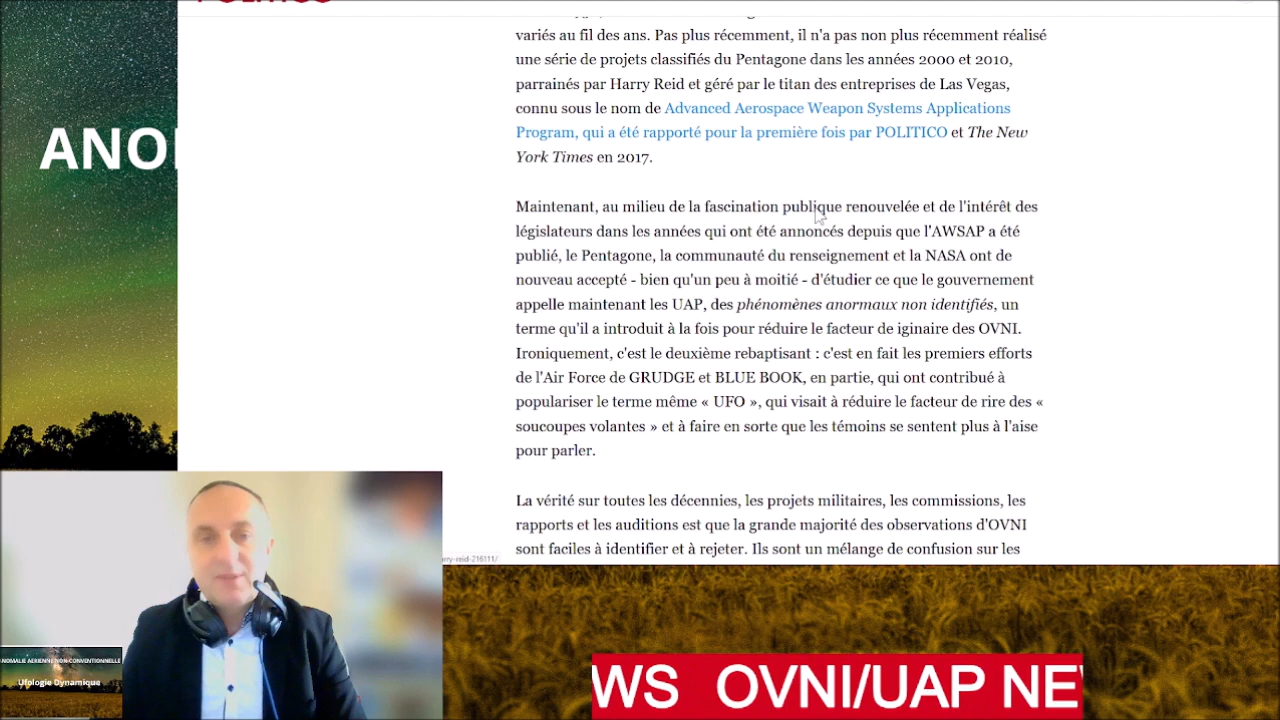 POLITICO
variés au fil des ans. Pas plus récemment, il n'a pas non plus récemment réalisé
une série de projets classifiés du Pentagone dans les années 2000 et 2010,
parrainés par Harry Reid et géré par le titan des entreprises de Las Vegas,
connu sous le nom de Advanced Aerospace Weapon Systems Applications
Program, qui a été rapporté pour la première fois par POLITICO et The New
York Times en 2017.
ANO
Maintenant, au milieu de la fascination publique renouvelée et de l'intérêt des
législateurs dans les années qui ont été annoncés depuis que l'AWSAP a été
publié, le Pentagone, la communauté du renseignement et la NASA ont de
nouveau accepté - bien qu'un peu à moitié - d'étudier ce que le gouvernement
appelle maintenant les UAP, des phénomènes anormaux non identifiés, un
terme qu'il a introduit à la fois pour réduire le facteur de iginaire des OVNI.
Ironiquement, c'est le deuxième rebaptisant : c'est en fait les premiers efforts
de l'Air Force de GRUDGE et BLUE BOOK, en partie, qui ont contribué à
populariser le terme même « UFO », qui visait à réduire le facteur de rire des «
soucoupes volantes » et à faire en sorte que les témoins se sentent plus à l'aise
pour parler.
La vérité sur toutes les décennies, les projets militaires, les commissions, les
rapports et les auditions est que la grande majorité des observations d'OVNI
sont faciles à identifier et à rejeter. Ils sont un mélange de confusion sur les
rry-reid-216111/
ANOMALIE AERIENNE NON-CONVENTIONNELLE
Ufologie Dynamique
WS OVNI/UAP NE